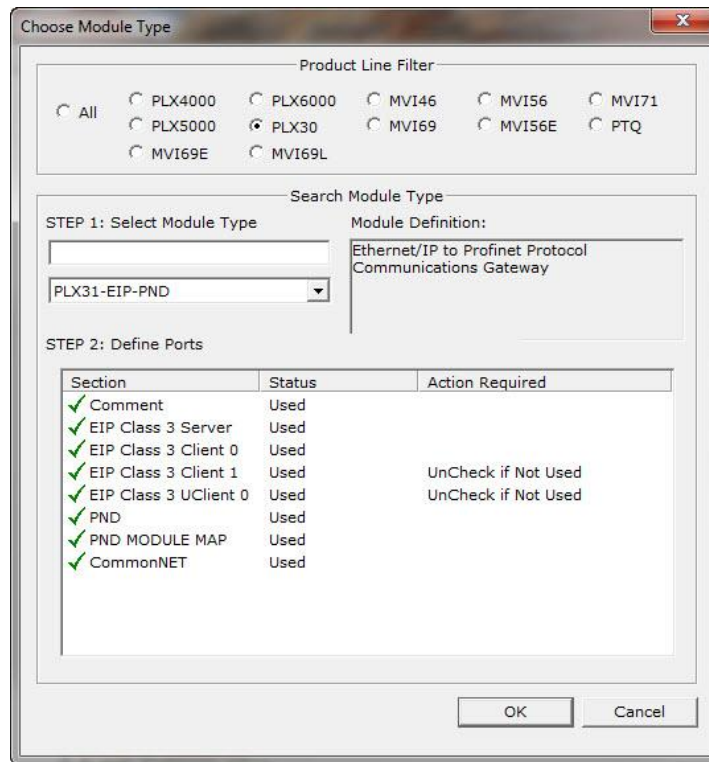 Choose Module Type
Product Line Filter
All
PLX4000 PLX6000 MVI46 MVI56 MVI71
PLX5000 PLX30 MVI69 MVI56E PTQ
MVI69E MVI69L
Search Module Type
STEP 1: Select Module Type
Module Definition:
Ethernet/IP to Profinet Protocol
Communications Gateway
PLX31-EIP-PND
STEP 2: Define Ports
Section Status Action Required
Comment Used
EIP Class 3 Server Used
EIP Class 3 Client 0 Used
EIP Class 3 Client 1 Used UnCheck if Not Used
EIP Class 3 UClient 0 Used UnCheck if Not Used
PND Used
PND MODULE MAP Used
CommonNET Used
OK Cancel